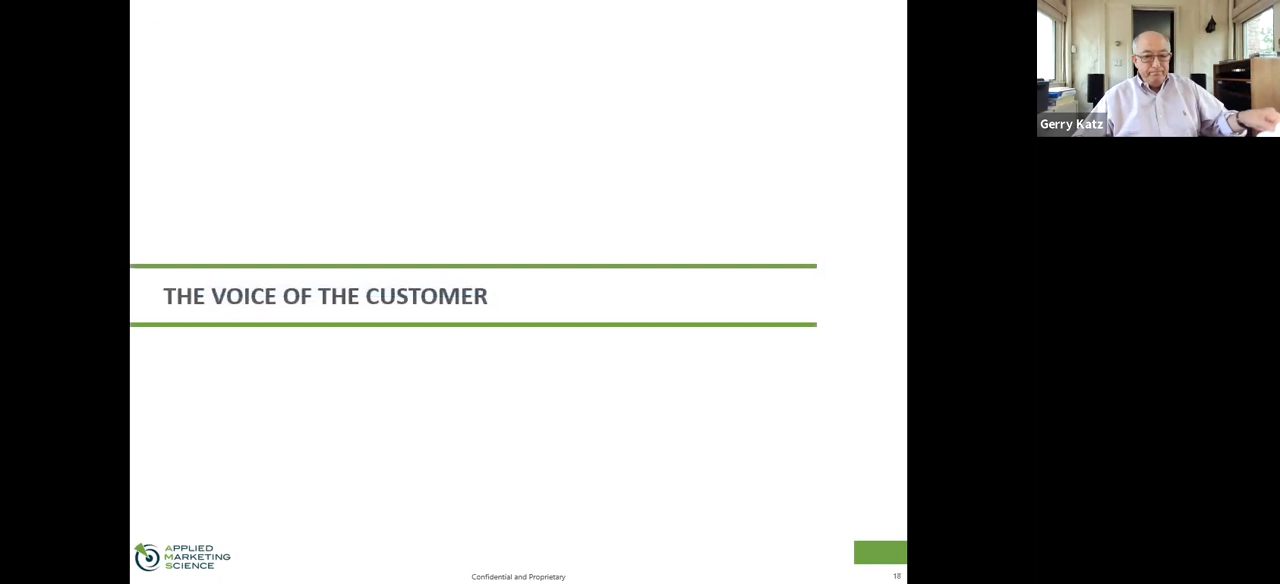 THE VOICE OF THE CUSTOMER
APPLIED
MARKETING
SCIENCE
Confidential and Proprietary
18
Gerry Katz